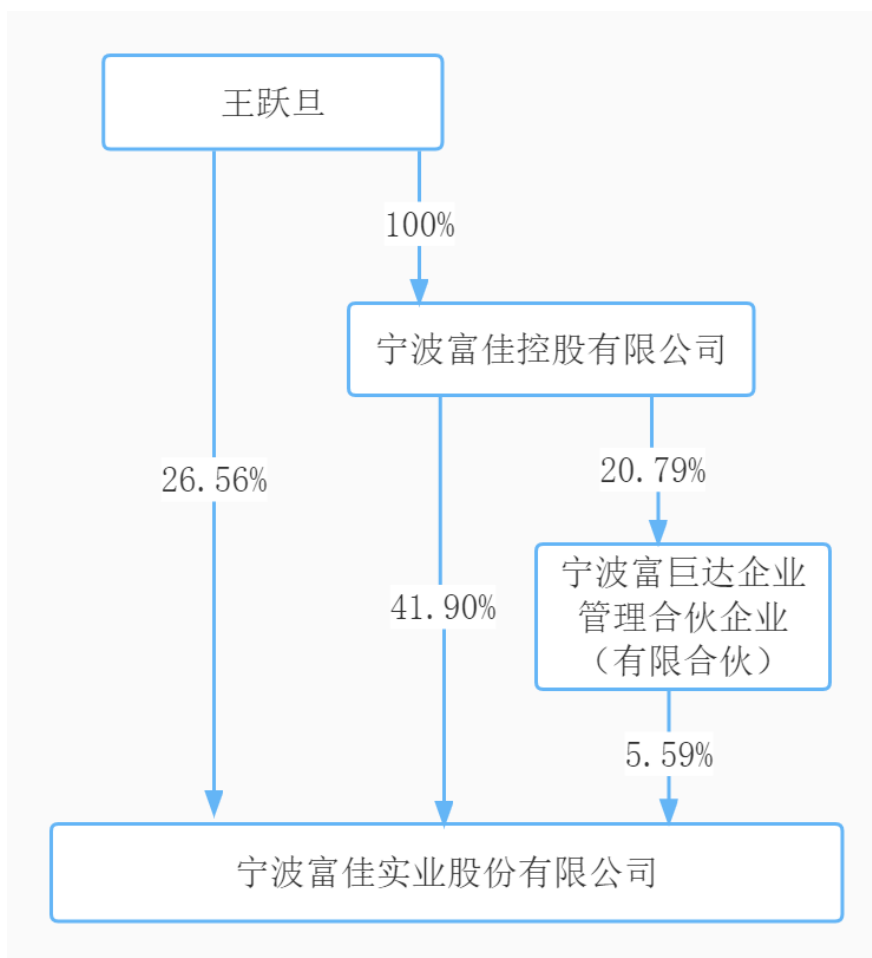 王跃旦
100%
宁波富佳控股有限公司
26.56%
20.79%
宁波富巨达企业
管理合伙企业
（有限合伙）
41.90%
5.59%
宁波富佳实业股份有限公司